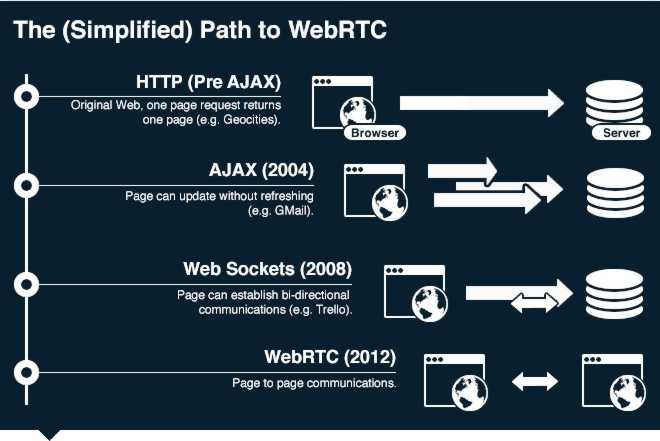 The (Simplified) Path to WebRTC
HTTP (Pre AJAX)
Original Web, one page request returns
one page (e.g. Geocities).
Browser
Server
AJAX (2004)
Page can update without refreshing
(e.g. GMail).
Web Sockets (2008)
Page can establish bi-directional
communications (e.g. Trello).
WebRTC (2012)
Page to page communications.